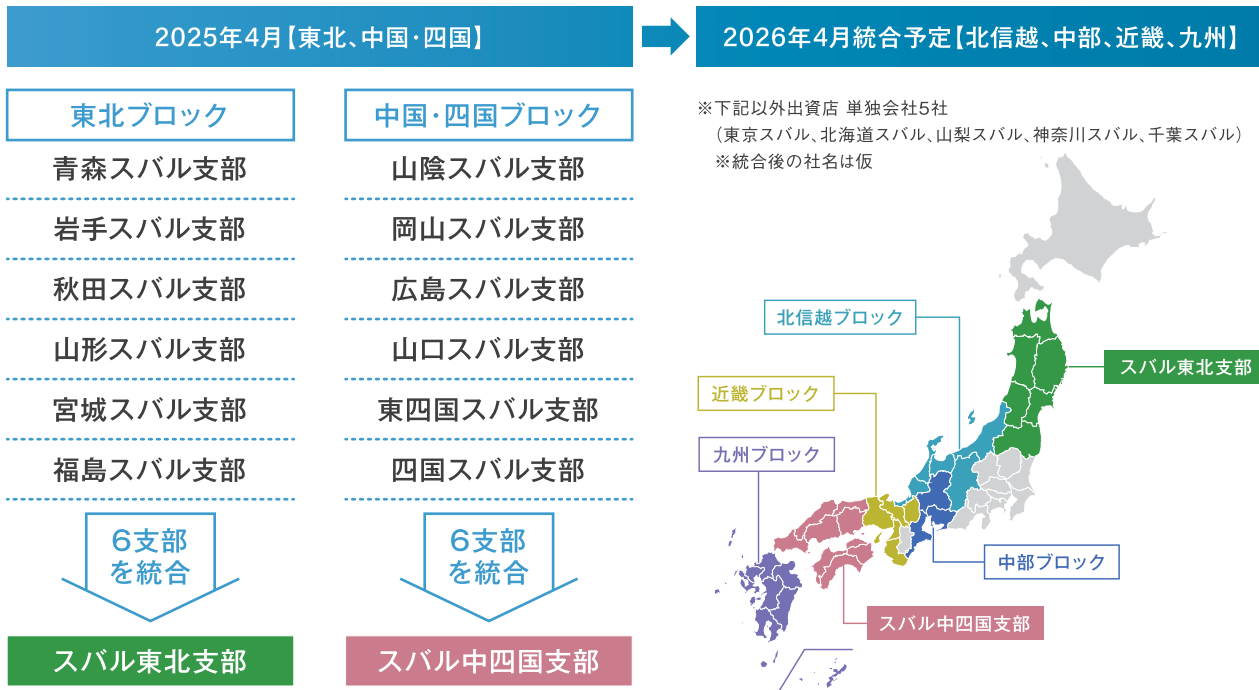 2025年4月【東北、中国・四国】
東北ブロック
青森スバル支部
岩手スバル支部
秋田スバル支部
山形スバル支部
宮城スバル支部
福島スバル支部
6支部
を統合
スバル東北支部
中国・四国ブロック
山陰スバル支部
岡山スバル支部
広島スバル支部
山口スバル支部
東四国スバル支部
四国スバル支部
6支部
を統合
スバル中四国支部
2026年4月統合予定【北信越、中部、近畿、九州】
※下記以外出資店 単独会社5社
（東京スバル、北海道スバル、山梨スバル、神奈川スバル、千葉スバル）
※統合後の社名は仮
北信越ブロック
スバル東北支部
近畿ブロック
九州ブロック
中部ブロック
スバル中四国支部